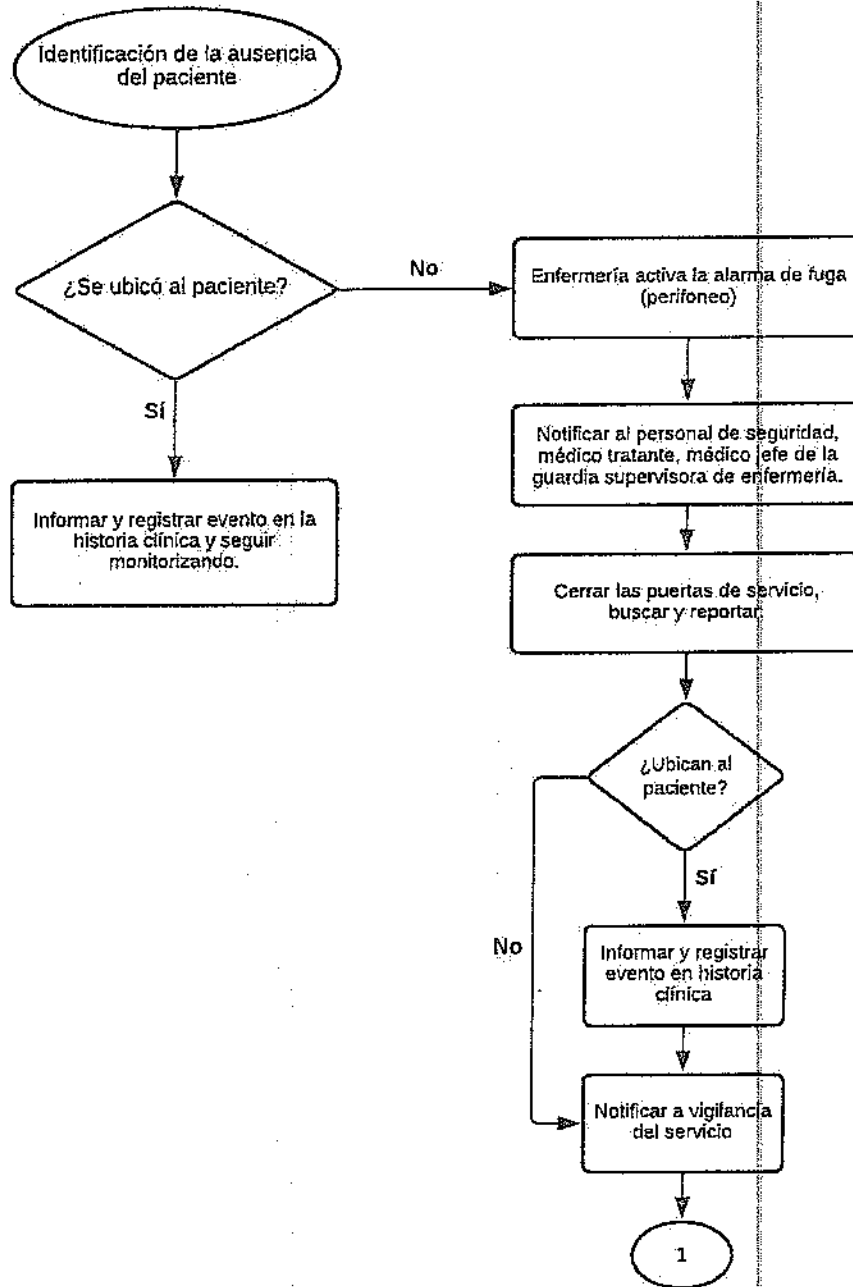 Identificación de la ausencia
del paciente
¿Se ubicó al paciente?
No
Enfermería activa la alarma de fuga
(perifoneo)
Sí
Notificar al personal de seguridad,
médico tratante, médico jefe de la
guardia supervisora de enfermería.
Informar y registrar evento en la
historia clínica y seguir
monitorizando.
Cerrar las puertas de servicio,
buscar y reportar.
¿Ubican al
paciente?
Sí
No
Informar y registrar
evento en historia
clínica
Notificar a vigilancia
del servicio
1